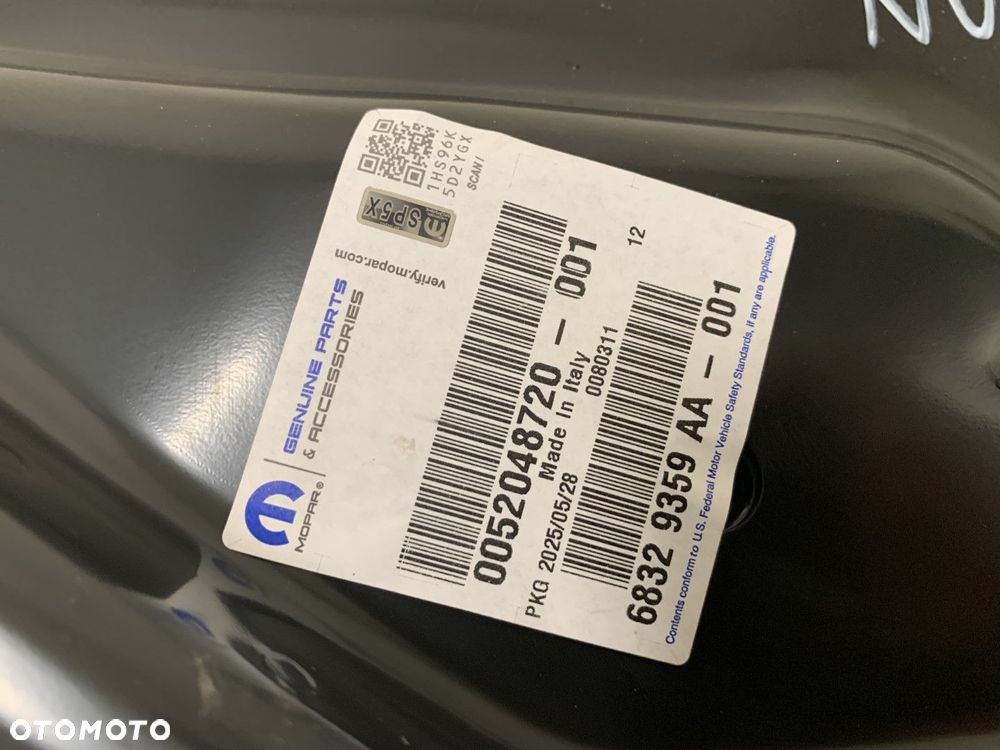 MOPAR®
GENUINE PARTS
& ACCESSORIES
verify.mopar.com
SP5X
1HS96K
5D2YGX
SCAN!
0052048720 - 001
Made In Italy
12
PKG 2025/05/28
0080311
6832 9359 AA - 001
Contents conform to U.S. Federal Motor Vehicle Safety Standards, if any are applicable.
OTOMOTO